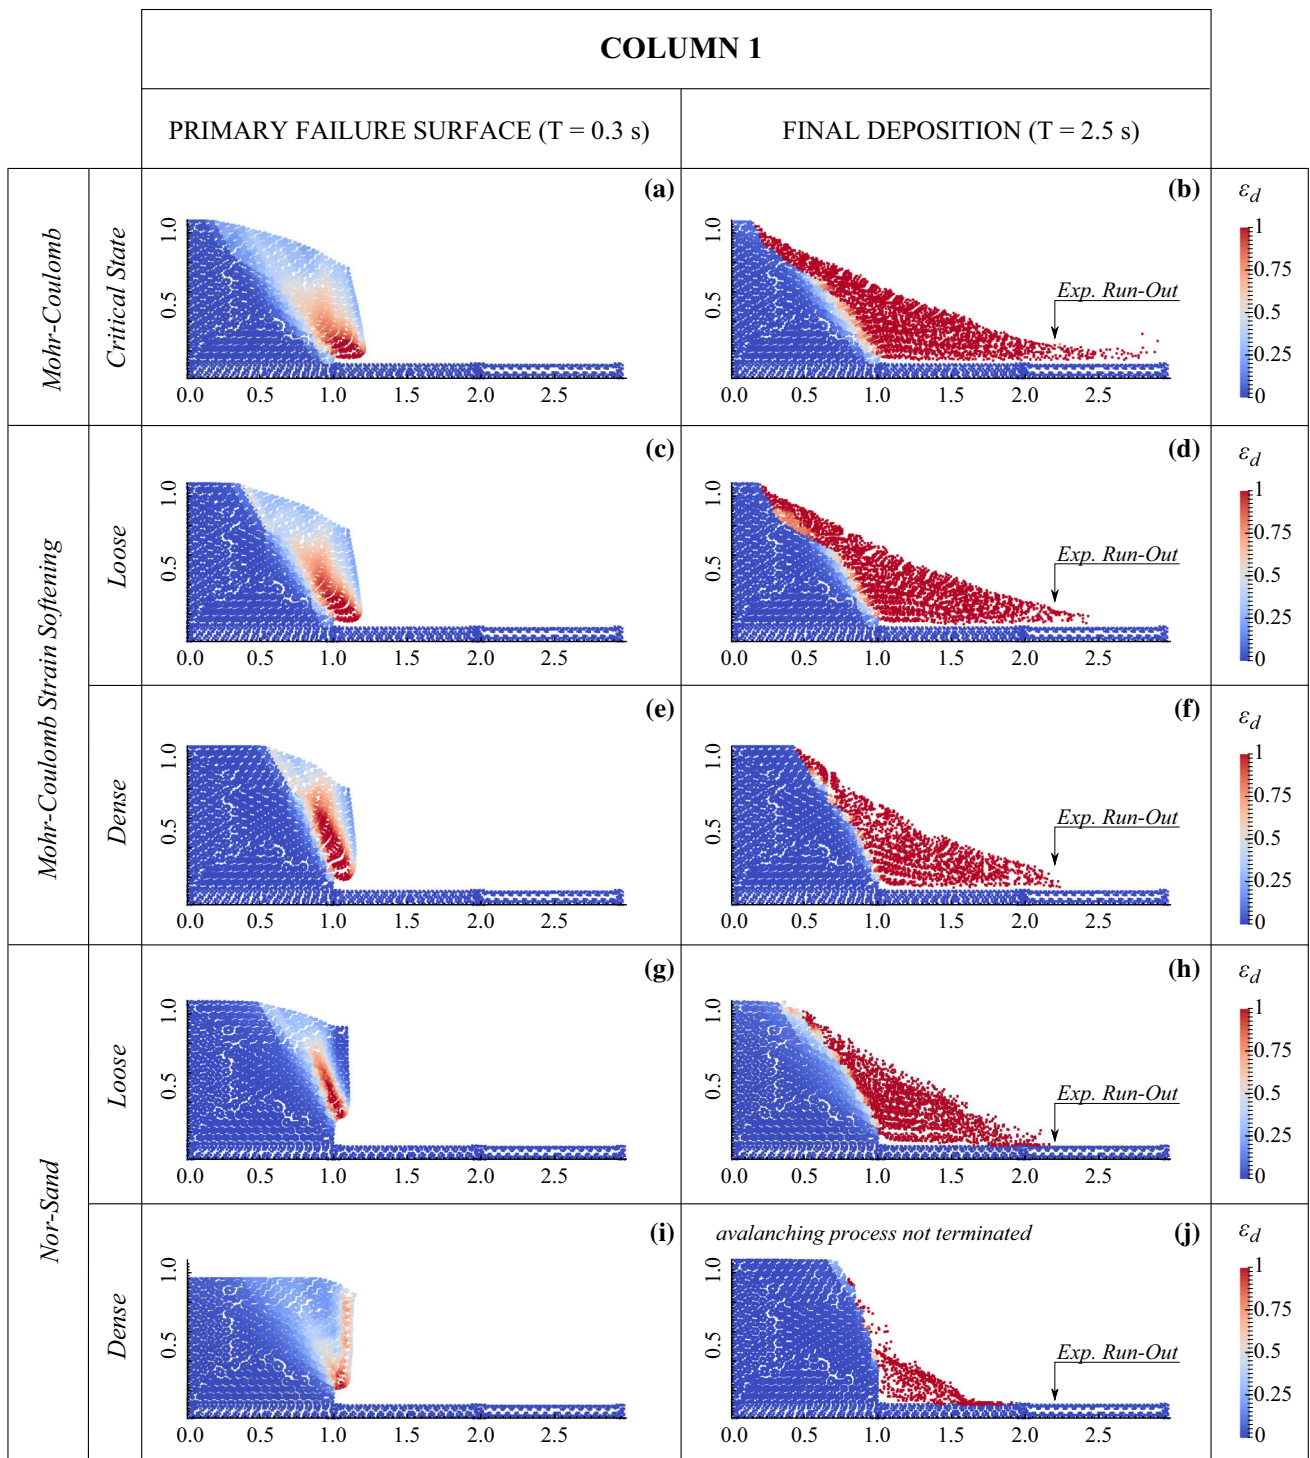 COLUMN 1
PRIMARY FAILURE SURFACE (T = 0.3 s)
FINAL DEPOSITION (T = 2.5 s)
Mohr-Coulomb
Critical State
(a)
1.0
0.5
0.0 0.5 1.0 1.5 2.0 2.5
(b)
1.0
0.5
Exp. Run-Out
0.0 0.5 1.0 1.5 2.0 2.5
ε_d
1
0.75
0.5
0.25
0
Mohr-Coulomb Strain Softening
Loose
(c)
1.0
0.5
0.0 0.5 1.0 1.5 2.0 2.5
(d)
1.0
0.5
Exp. Run-Out
0.0 0.5 1.0 1.5 2.0 2.5
ε_d
1
0.75
0.5
0.25
0
Dense
(e)
1.0
0.5
0.0 0.5 1.0 1.5 2.0 2.5
(f)
1.0
0.5
Exp. Run-Out
0.0 0.5 1.0 1.5 2.0 2.5
ε_d
1
0.75
0.5
0.25
0
Nor-Sand
Loose
(g)
1.0
0.5
0.0 0.5 1.0 1.5 2.0 2.5
(h)
1.0
0.5
Exp. Run-Out
0.0 0.5 1.0 1.5 2.0 2.5
ε_d
1
0.75
0.5
0.25
0
Dense
(i)
1.0
0.5
0.0 0.5 1.0 1.5 2.0 2.5
avalanching process not terminated
(j)
1.0
0.5
Exp. Run-Out
0.0 0.5 1.0 1.5 2.0 2.5
ε_d
1
0.75
0.5
0.25
0